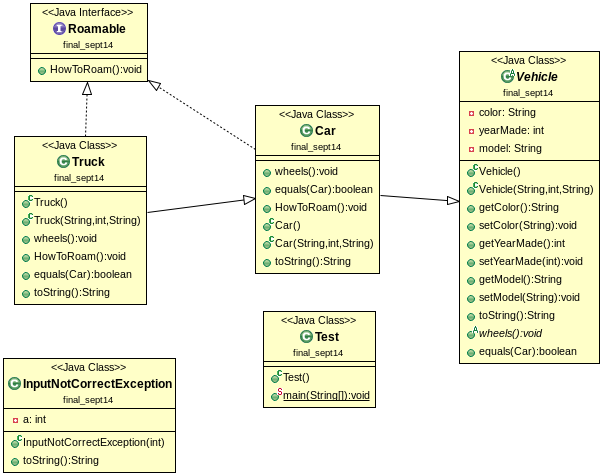 <<Java Interface>>
Roamable
final_sept14
HowToRoam():void
<<Java Class>>
Truck
final_sept14
Truck()
Truck(String,int,String)
wheels():void
HowToRoam():void
equals(Car):boolean
toString():String
<<Java Class>>
Car
final_sept14
wheels():void
equals(Car):boolean
HowToRoam():void
Car()
Car(String,int,String)
toString():String
<<Java Class>>
Vehicle
final_sept14
color: String
yearMade: int
model: String
Vehicle()
Vehicle(String,int,String)
getColor():String
setColor(String):void
getYearMade():int
setYearMade(int):void
getModel():String
setModel(String):void
toString():String
wheels():void
equals(Car):boolean
<<Java Class>>
Test
final_sept14
Test()
main(String[]):void
<<Java Class>>
InputNotCorrectException
final_sept14
a: int
InputNotCorrectException(int)
toString():String